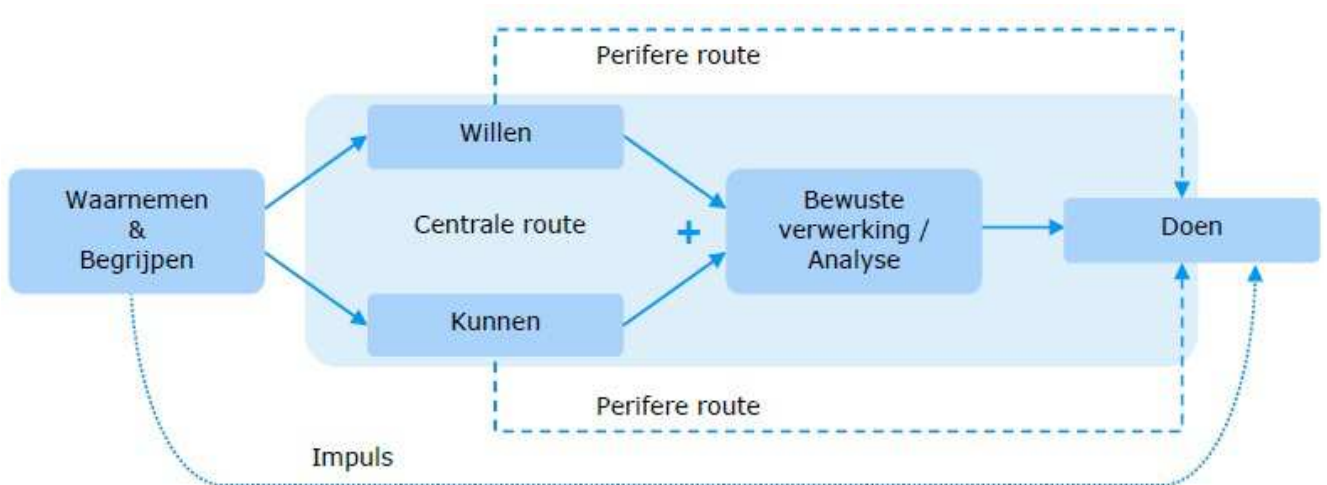 Perifere route
Willen
Waarnemen
&
Begrijpen
Centrale route
+
Bewuste
verwerking /
Analyse
Doen
Kunnen
Perifere route
Impuls